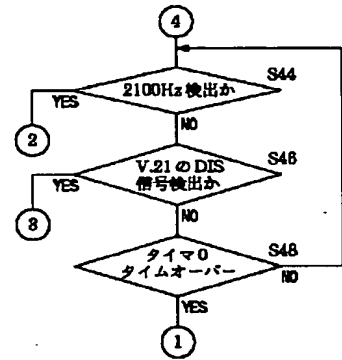 4
S44
2100Hz検出か
YES
NO
2
S46
V.21のDIS
信号検出か
YES
NO
3
S48
タイマ0
タイムオーバー
NO
YES
1